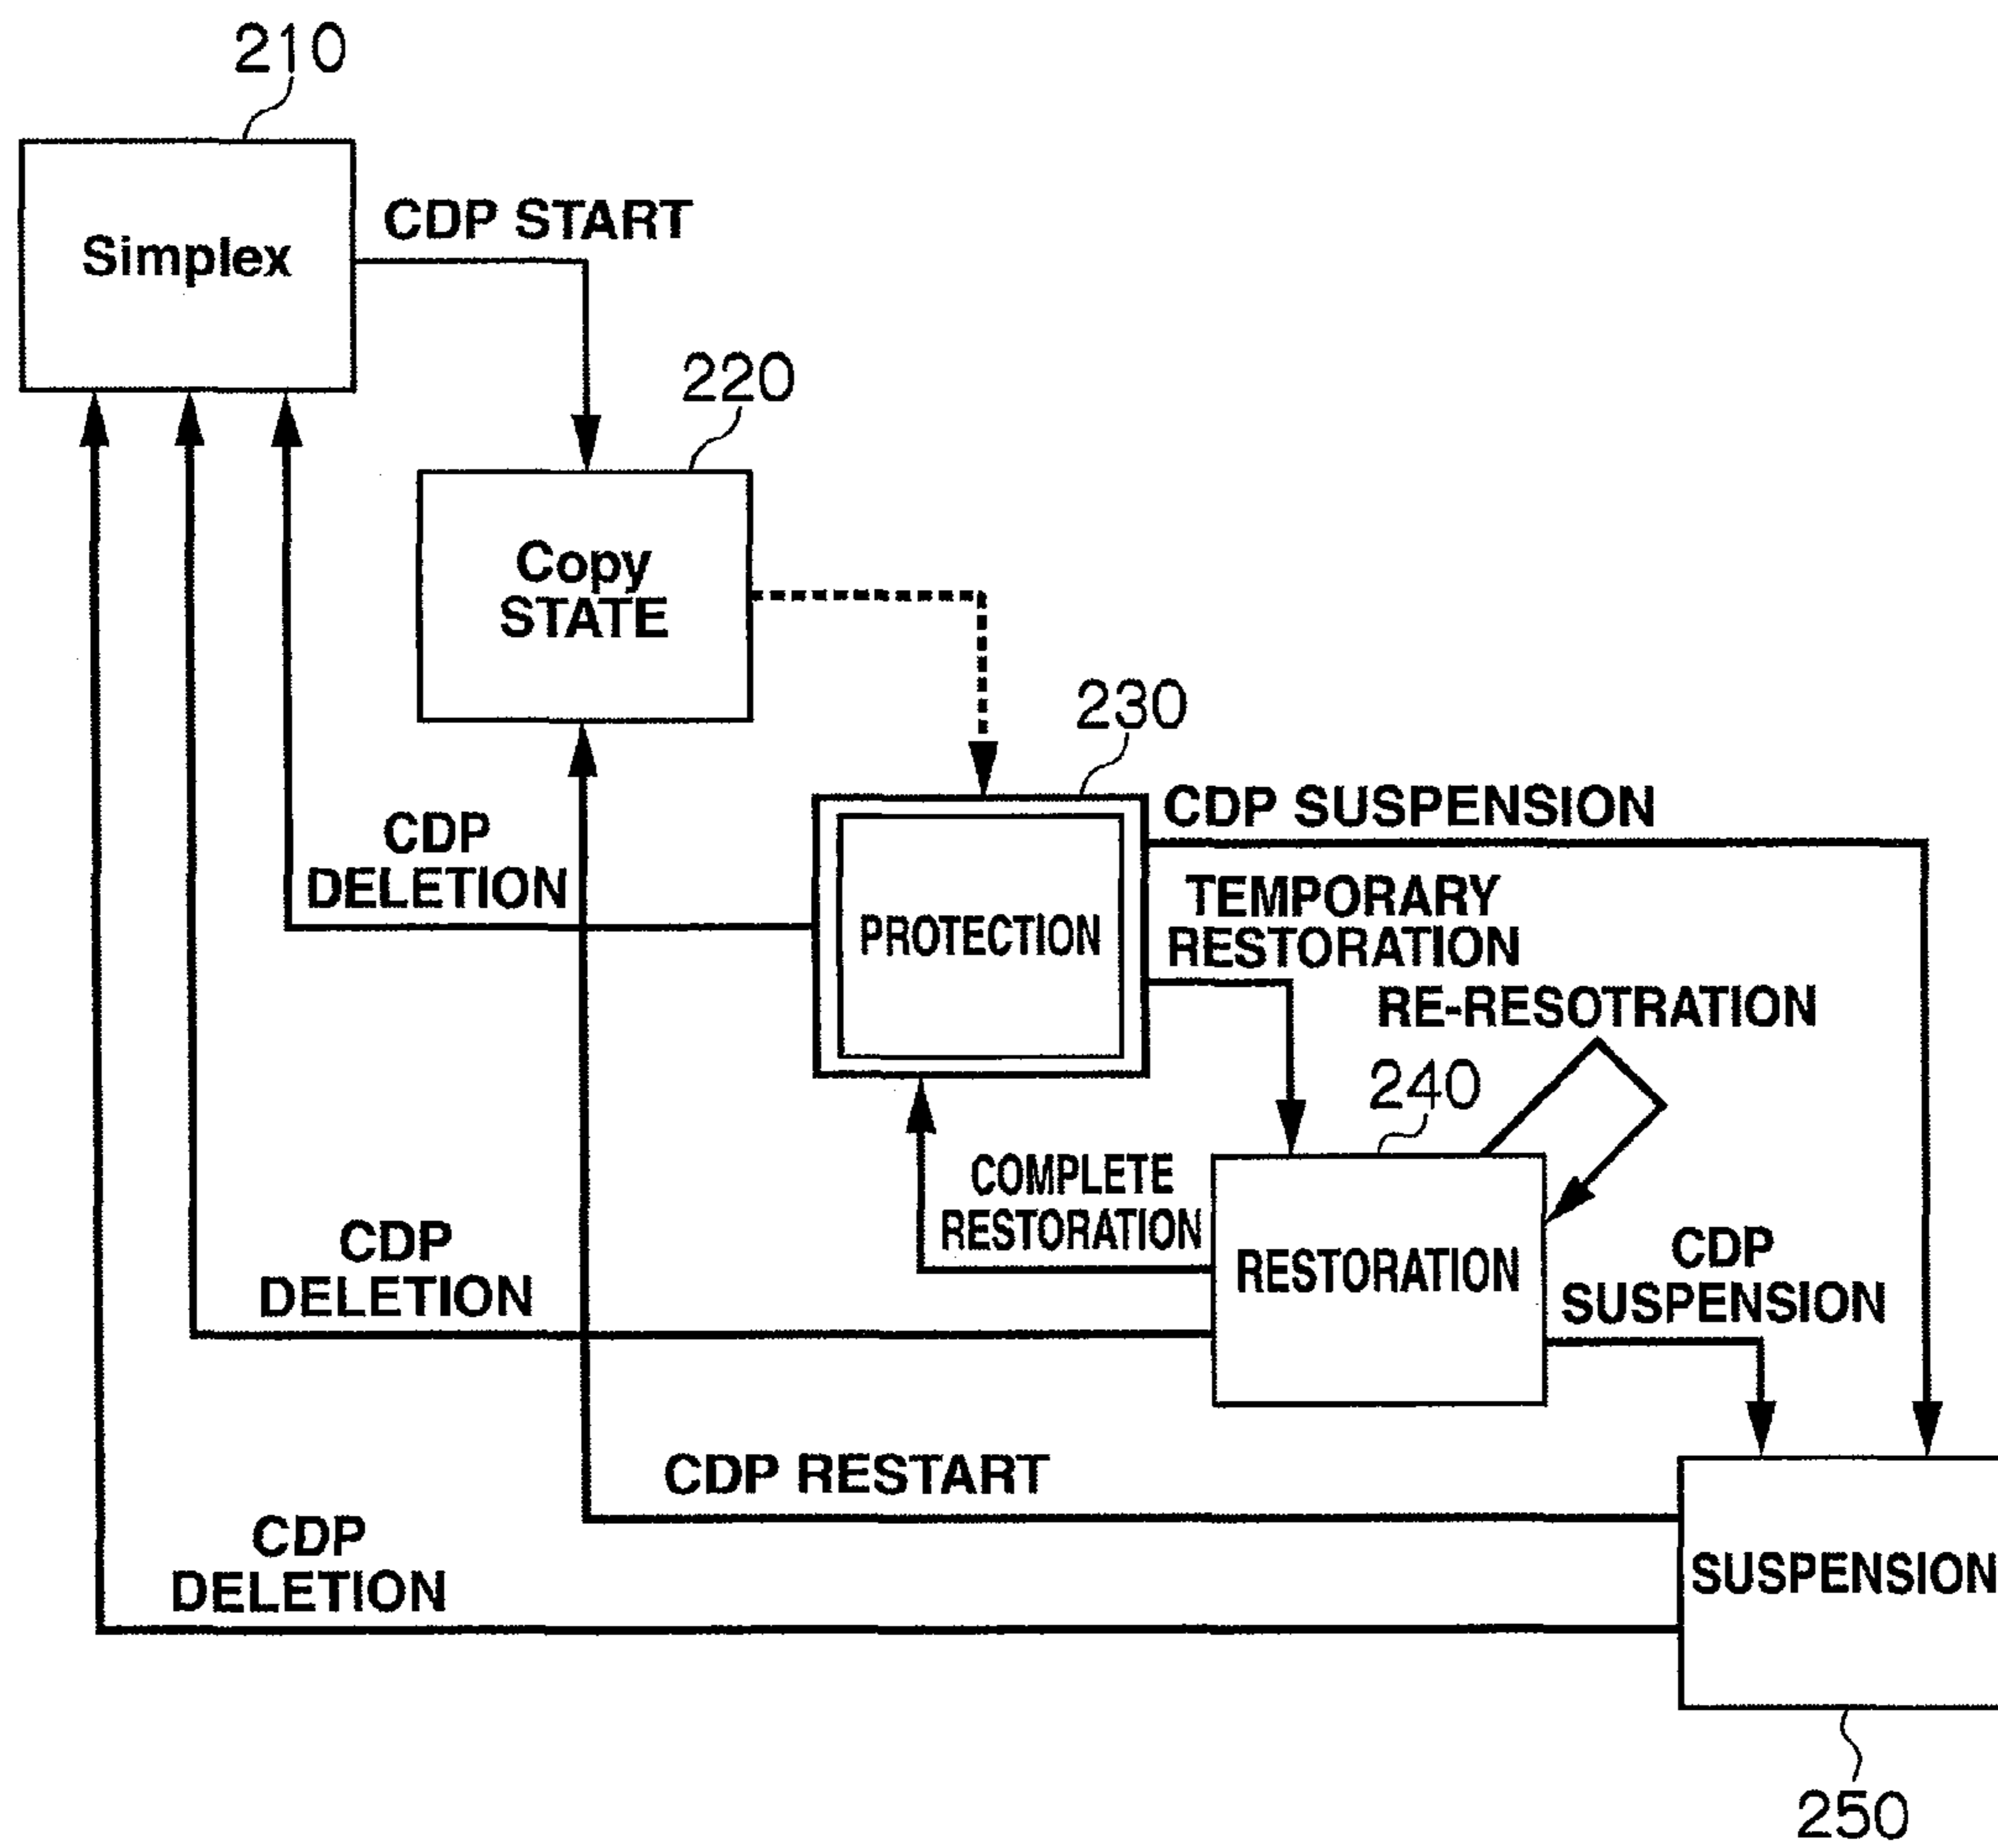 210
Simplex
CDP START
220
Copy
STATE
230
CDP
DELETION
PROTECTION
CDP SUSPENSION
TEMPORARY
RESTORATION
RE-RESOTRATION
240
COMPLETE
RESTORATION
RESTORATION
CDP
DELETION
CDP
SUSPENSION
CDP RESTART
CDP
DELETION
SUSPENSION
250